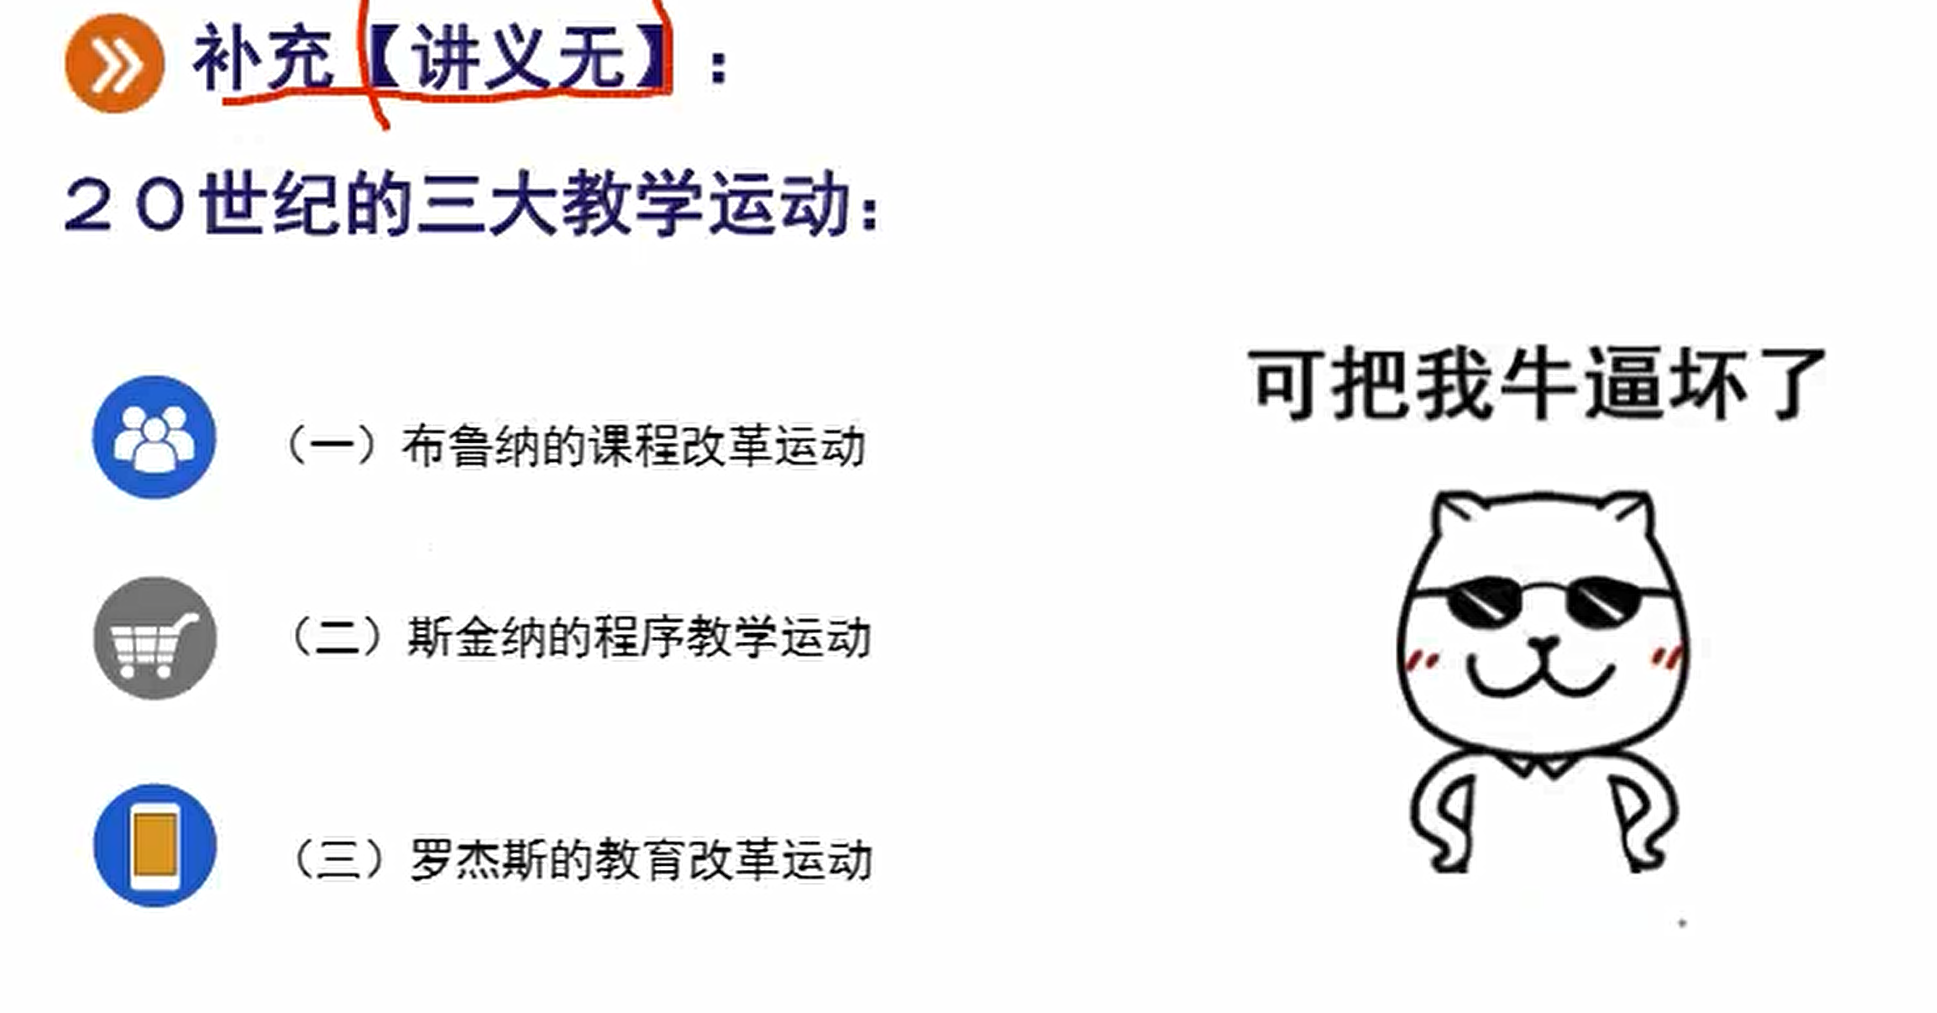 补充【讲义无】：
２０世纪的三大教学运动：
（一）布鲁纳的课程改革运动
（二）斯金纳的程序教学运动
（三）罗杰斯的教育改革运动
可把我牛逼坏了